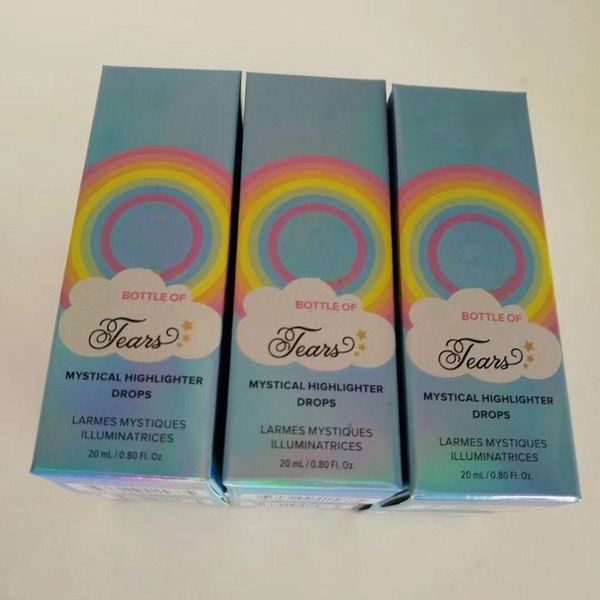 BOTTLE OF
Tears
MYSTICAL HIGHLIGHTER
DROPS
LARMES MYSTIQUES
ILLUMINATRICES
20 mL / 0.80 Fl. Oz.
BOTTLE OF
Tears
MYSTICAL HIGHLIGHTER
DROPS
LARMES MYSTIQUES
ILLUMINATRICES
20 mL / 0.80 Fl. Oz.
BOTTLE OF
Tears
MYSTICAL HIGHLIGHTER
DROPS
LARMES MYSTIQUES
ILLUMINATRICES
20 mL / 0.80 Fl. Oz.